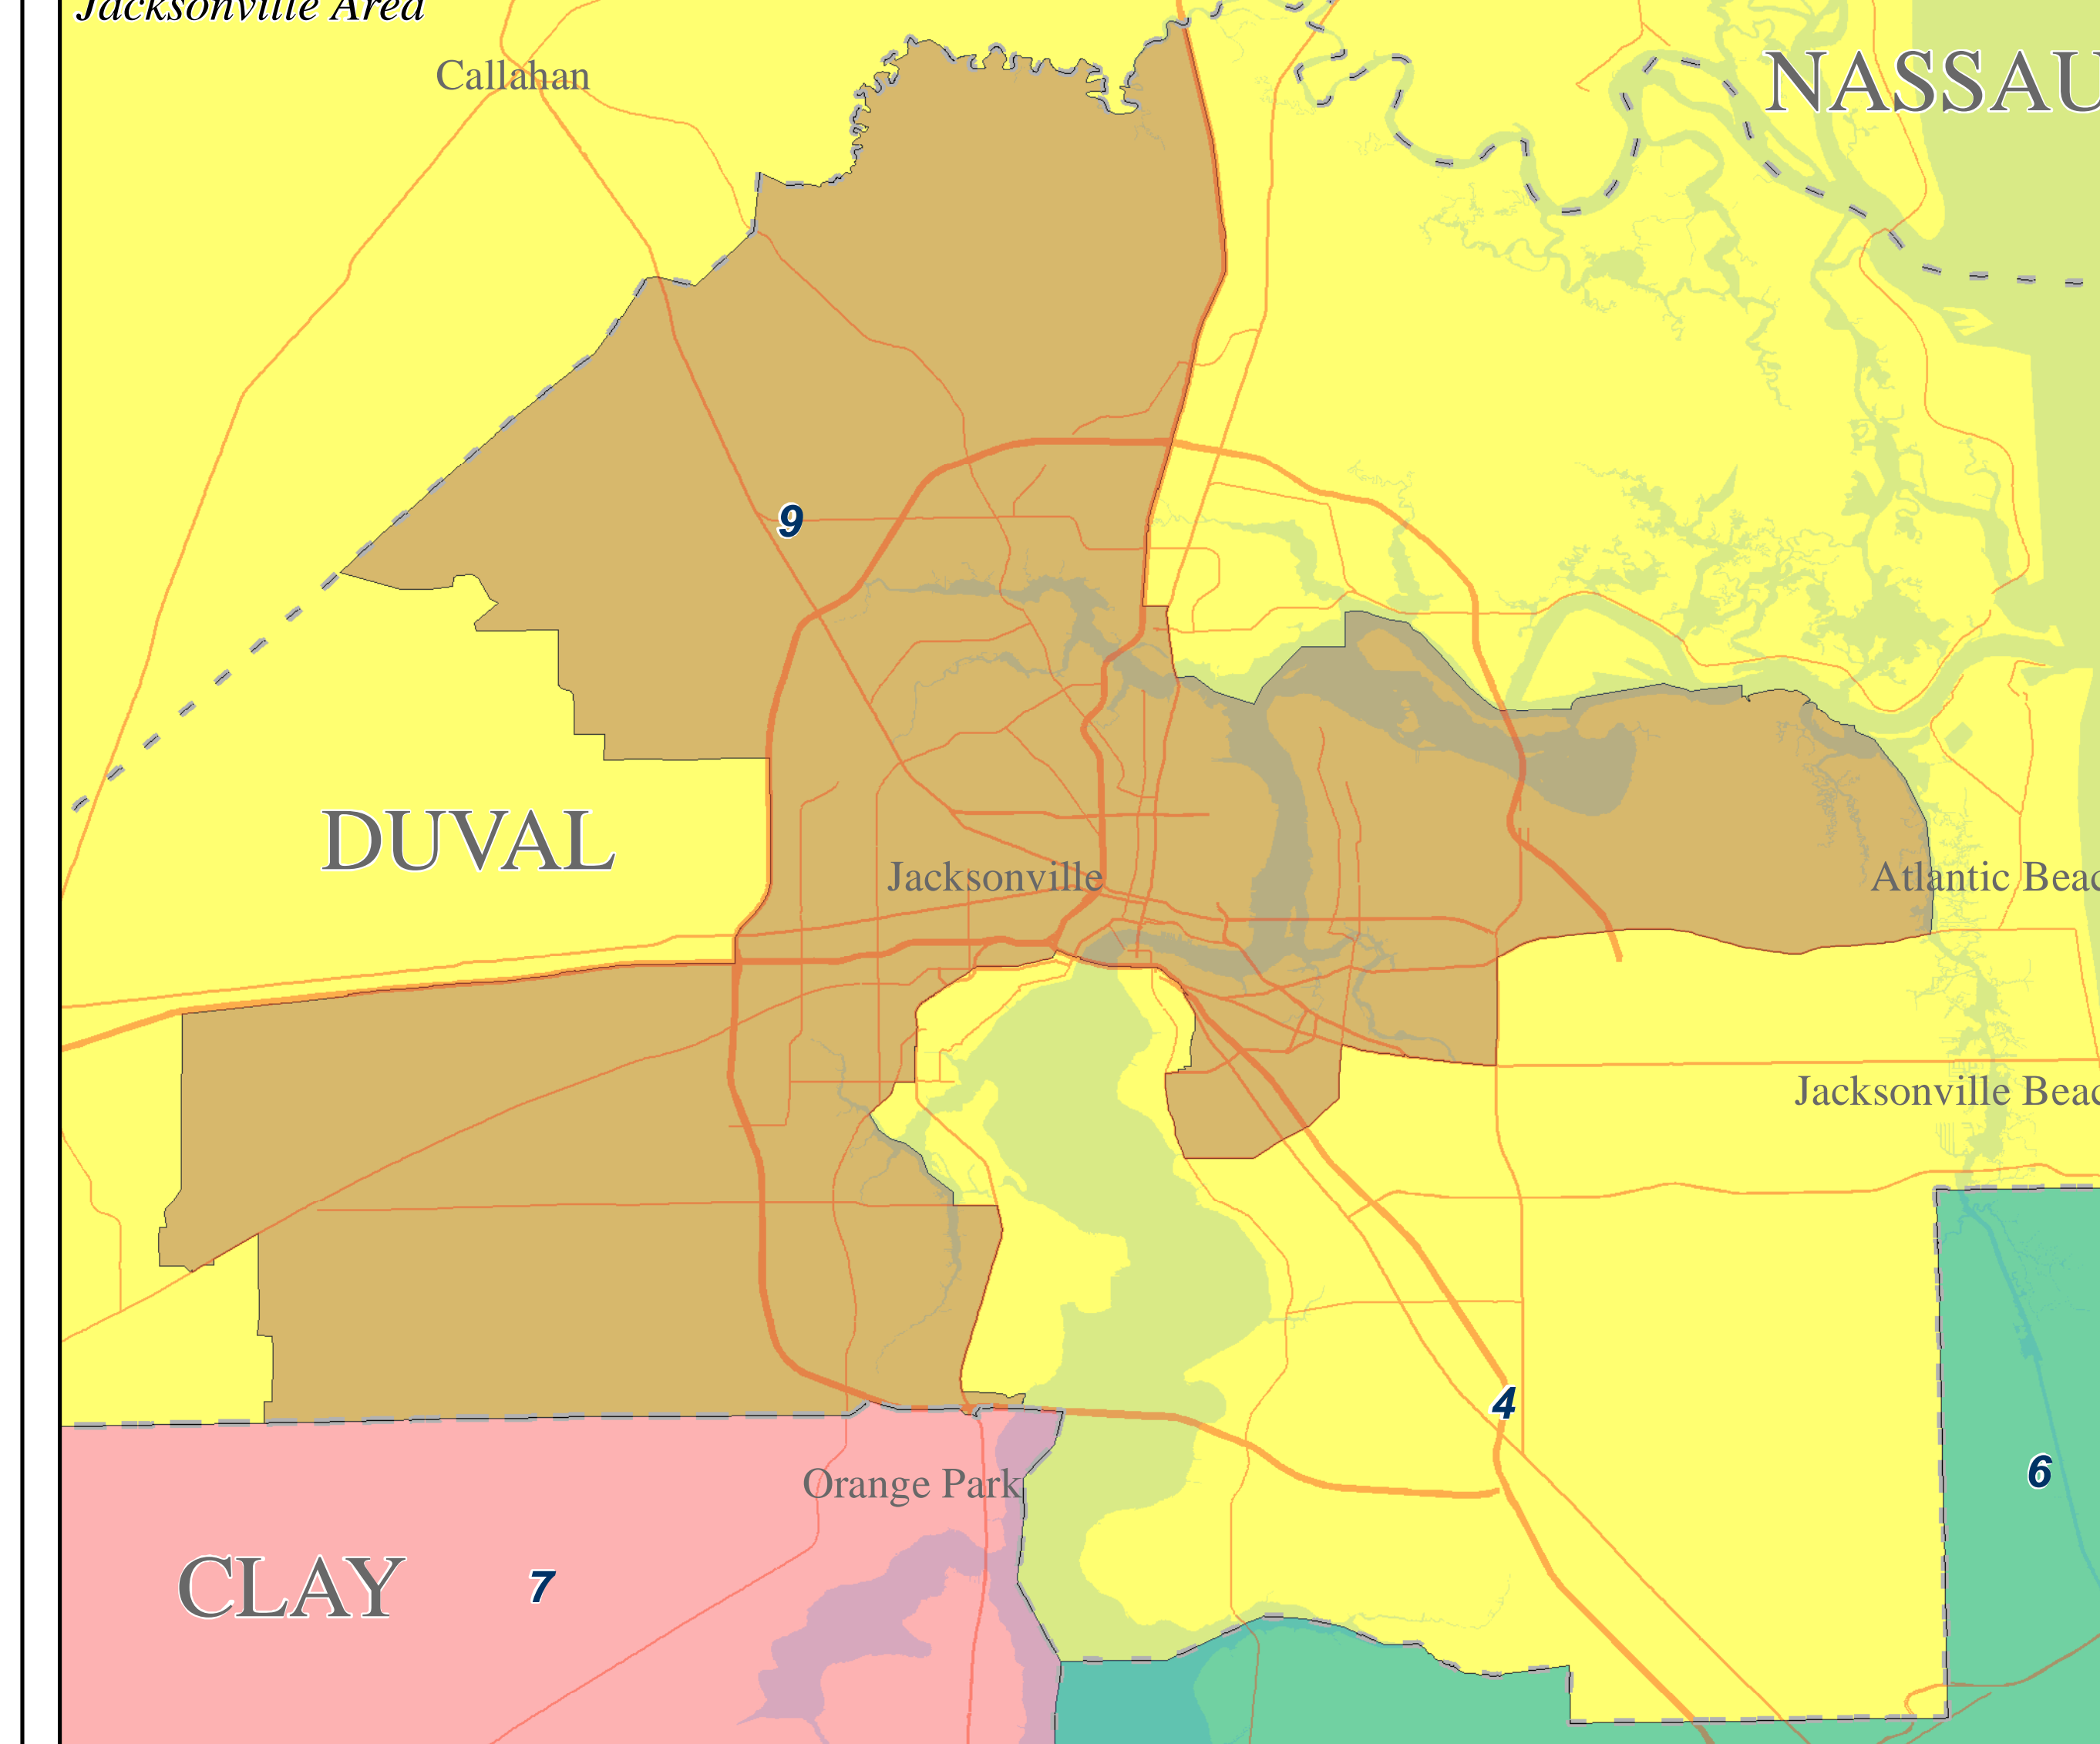 Jacksonville Area
Callahan
NASSAU
9
DUVAL
Jacksonville
Atlantic Beac
Jacksonville Beac
4
6
Orange Park
CLAY
7